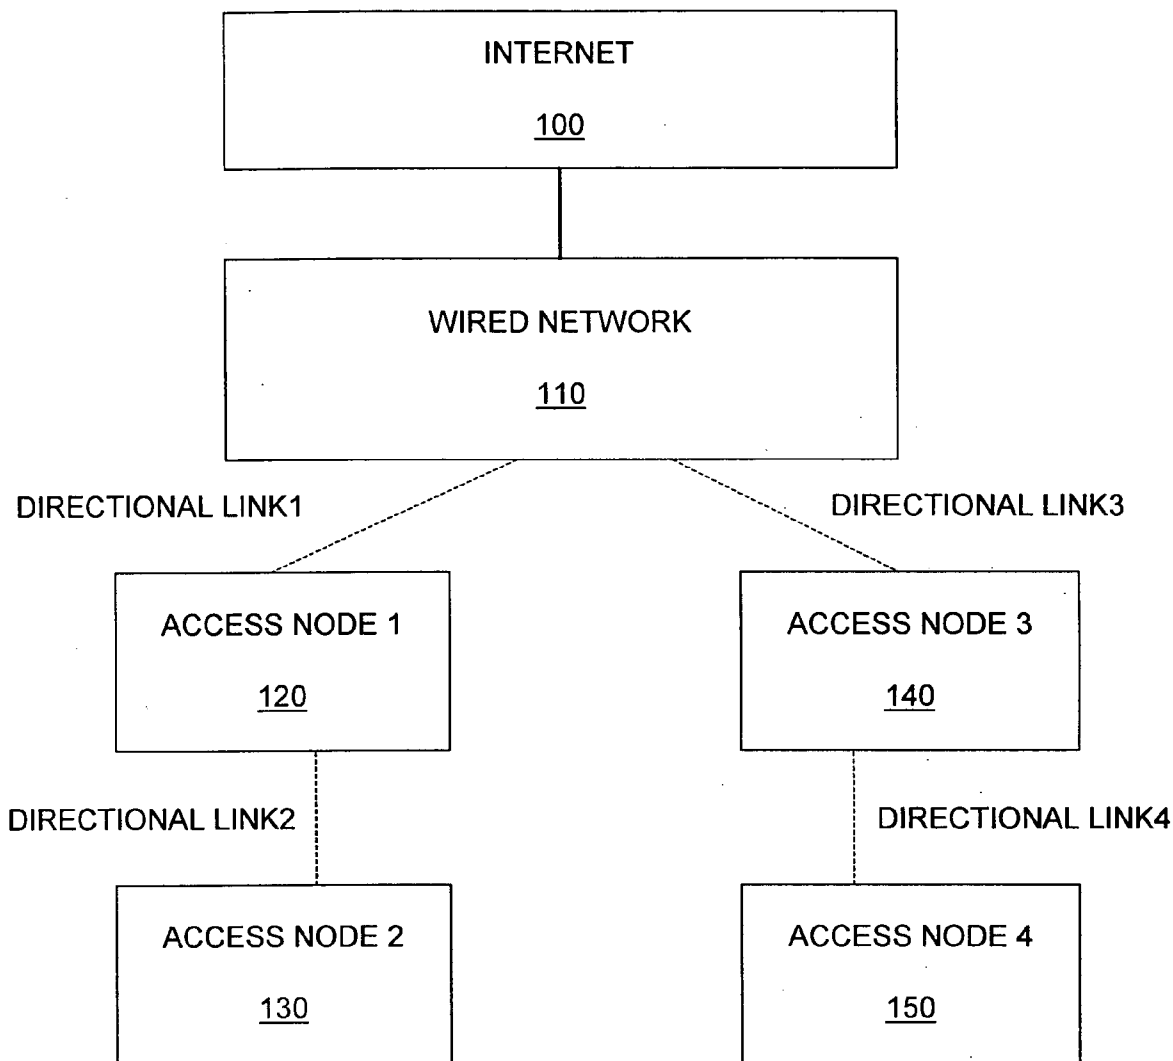 INTERNET
100
WIRED NETWORK
110
DIRECTIONAL LINK1
DIRECTIONAL LINK3
ACCESS NODE 1
120
ACCESS NODE 3
140
DIRECTIONAL LINK2
DIRECTIONAL LINK4
ACCESS NODE 2
130
ACCESS NODE 4
150